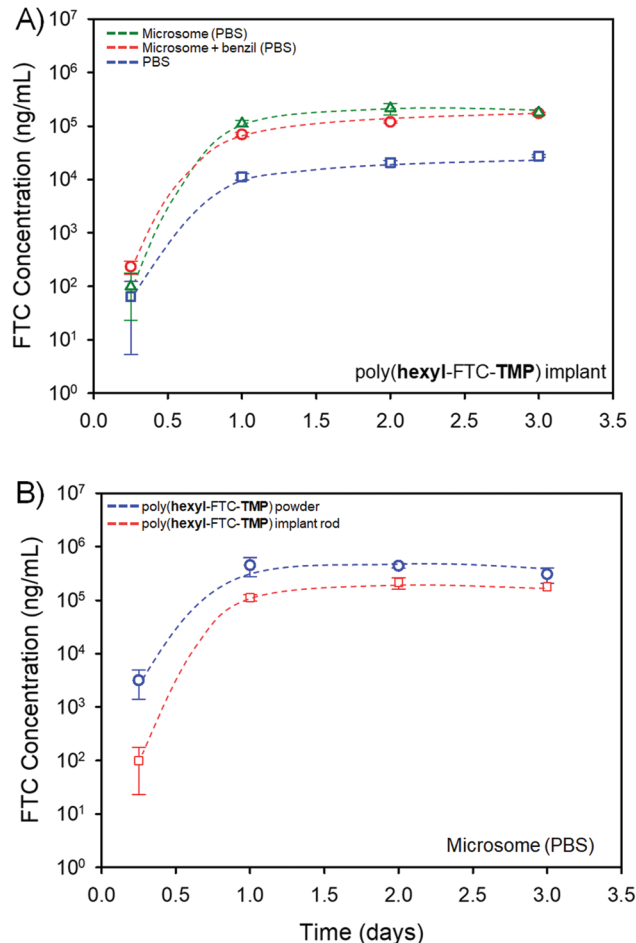 A)
Microsome (PBS)
Microsome + benzil (PBS)
PBS
FTC Concentration (ng/mL)
10⁷
10⁶
10⁵
10⁴
10³
10²
10¹
10⁰
poly(hexyl-FTC-TMP) implant
0.0 0.5 1.0 1.5 2.0 2.5 3.0 3.5
B)
poly(hexyl-FTC-TMP) powder
poly(hexyl-FTC-TMP) implant rod
FTC Concentration (ng/mL)
10⁷
10⁶
10⁵
10⁴
10³
10²
10¹
10⁰
Microsome (PBS)
0.0 0.5 1.0 1.5 2.0 2.5 3.0 3.5
Time (days)